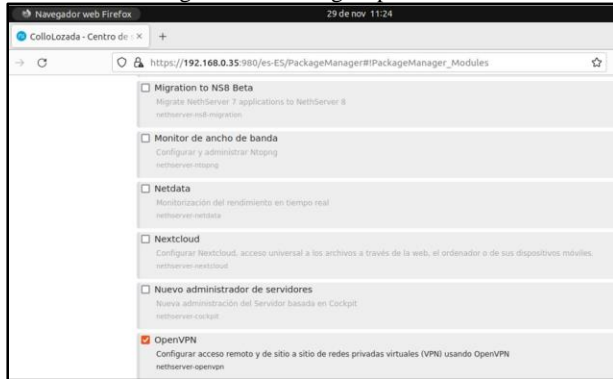 Navegador web Firefox
29 de nov 11:24
ColloLozada - Centro de
https://192.168.0.35:980/es-ES/PackageManager#!PackageManager_Modules
Migration to NS8 Beta
Migrate NethServer 7 applications to NethServer 8
nethserver-ns8-migration
Monitor de ancho de banda
Configurar y administrar Ntopng
nethserver-ntopng
Netdata
Monitorización del rendimiento en tiempo real
nethserver-netdata
Nextcloud
Configurar Nextcloud, acceso universal a los archivos a través de la web, el ordenador o de sus dispositivos móviles.
nethserver-nextcloud
Nuevo administrador de servidores
Nueva administración del Servidor basada en Cockpit
nethserver-cockpit
OpenVPN
Configurar acceso remoto y de sitio a sitio de redes privadas virtuales (VPN) usando OpenVPN
nethserver-openvpn